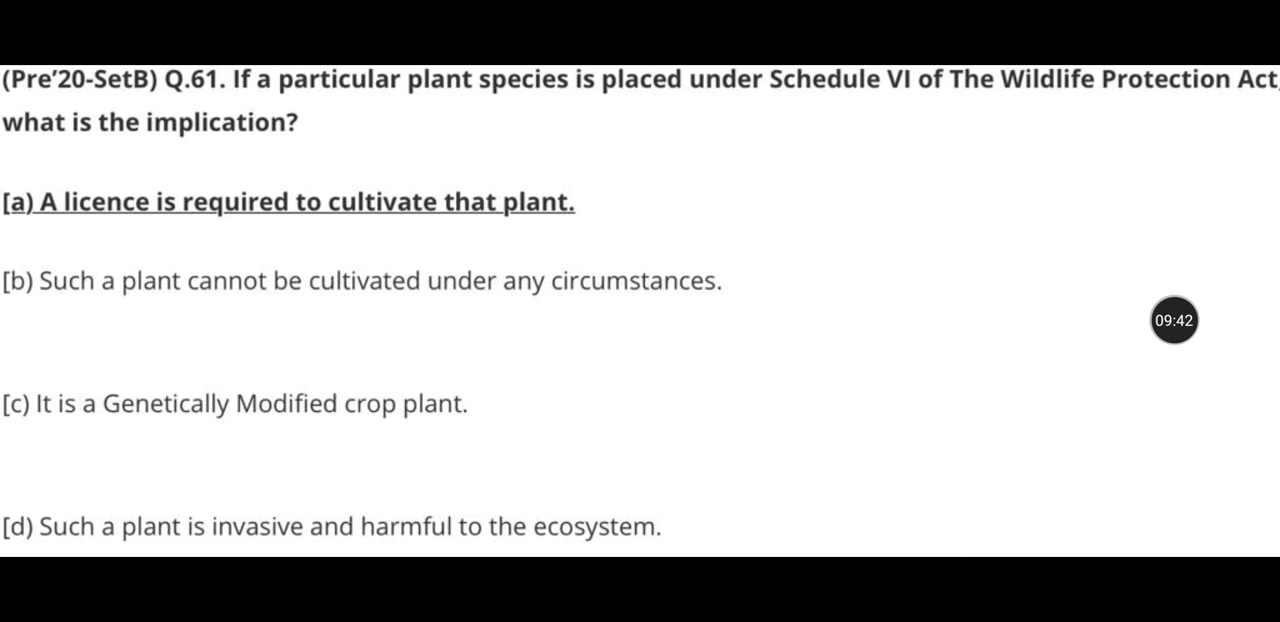 (Pre’20-SetB) Q.61. If a particular plant species is placed under Schedule VI of The Wildlife Protection Act,
what is the implication?
[a) A licence is required to cultivate that plant.
[b) Such a plant cannot be cultivated under any circumstances.
09:42
[c) It is a Genetically Modified crop plant.
[d) Such a plant is invasive and harmful to the ecosystem.